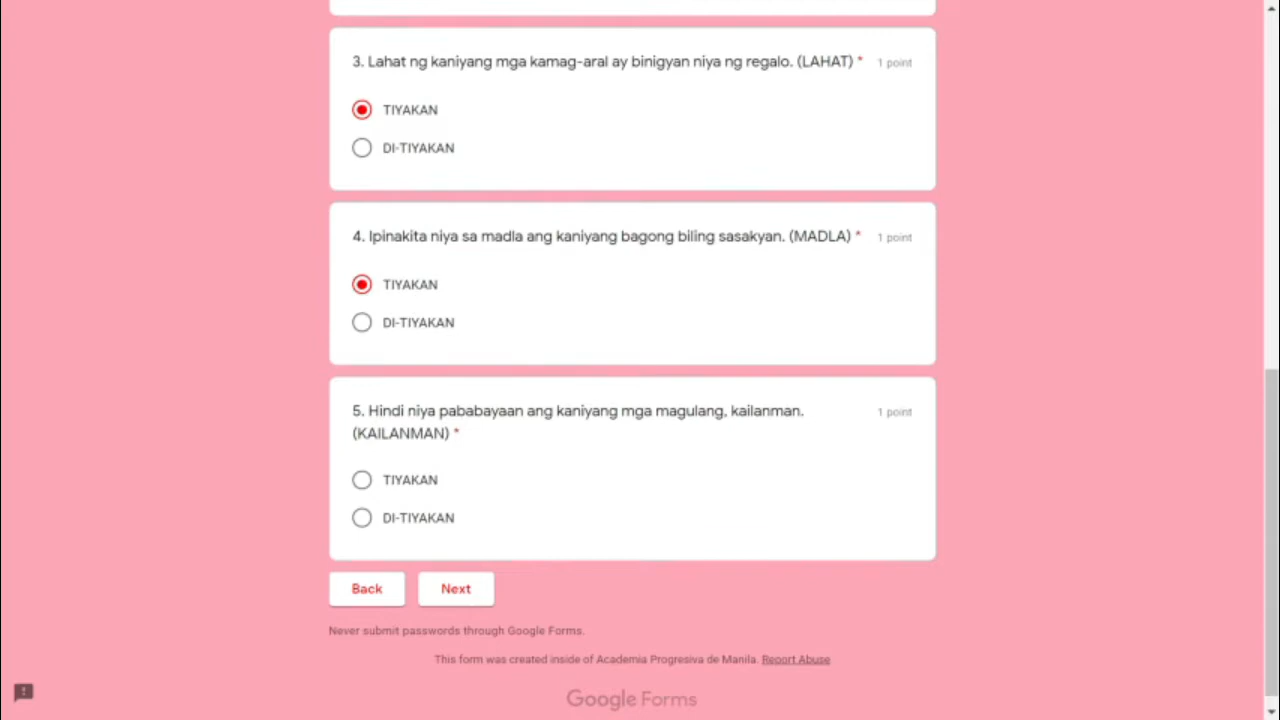 3. Lahat ng kaniyang mga kamag-aral ay binigyan niya ng regalo. (LAHAT) * 1 point
TIYAKAN
DI-TIYAKAN
4. Ipinakita niya sa madla ang kaniyang bagong biling sasakyan. (MADLA) * 1 point
TIYAKAN
DI-TIYAKAN
5. Hindi niya pababayaan ang kaniyang mga magulang, kailanman. 1 point
(KAILANMAN) *
TIYAKAN
DI-TIYAKAN
Back Next
Never submit passwords through Google Forms.
This form was created inside of Academia Progresiva de Manila. Report Abuse
Google Forms